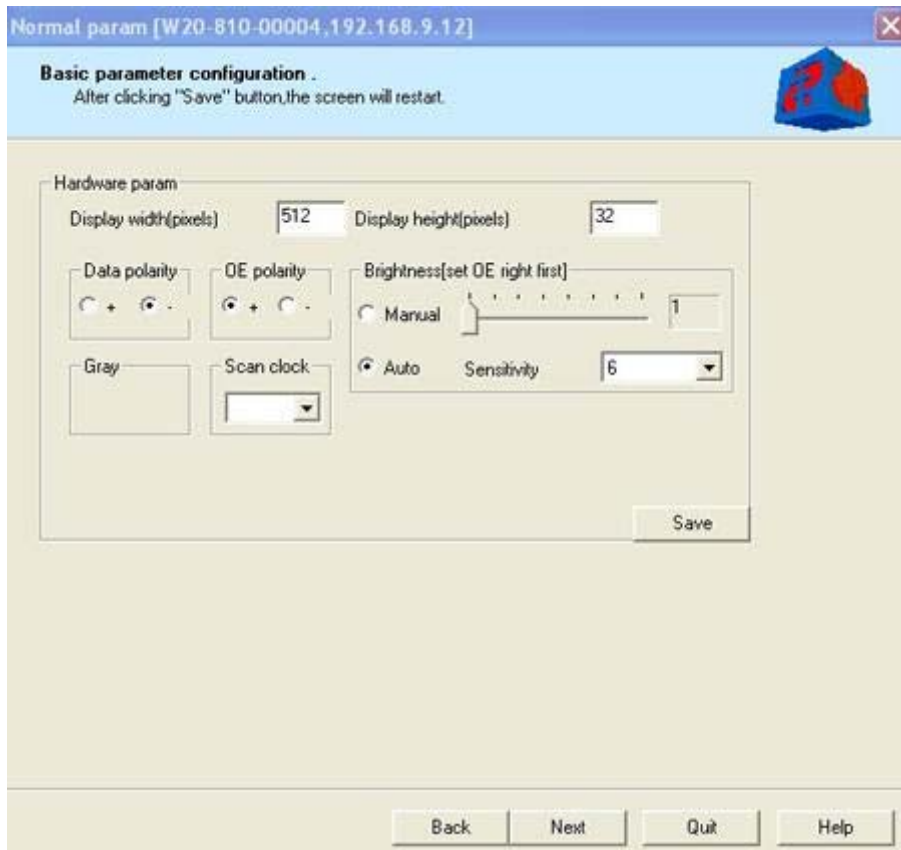 Normal param [W20-810-00004,192.168.9.12]
Basic parameter configuration .
After clicking "Save" button,the screen will restart.
Hardware param
Display width(pixels) 512 Display height(pixels) 32
Data polarity OE polarity Brightness[set OE right first]
+ - + - Manual 1
Gray Scan clock Auto Sensitivity 6
Save
Back Next Quit Help